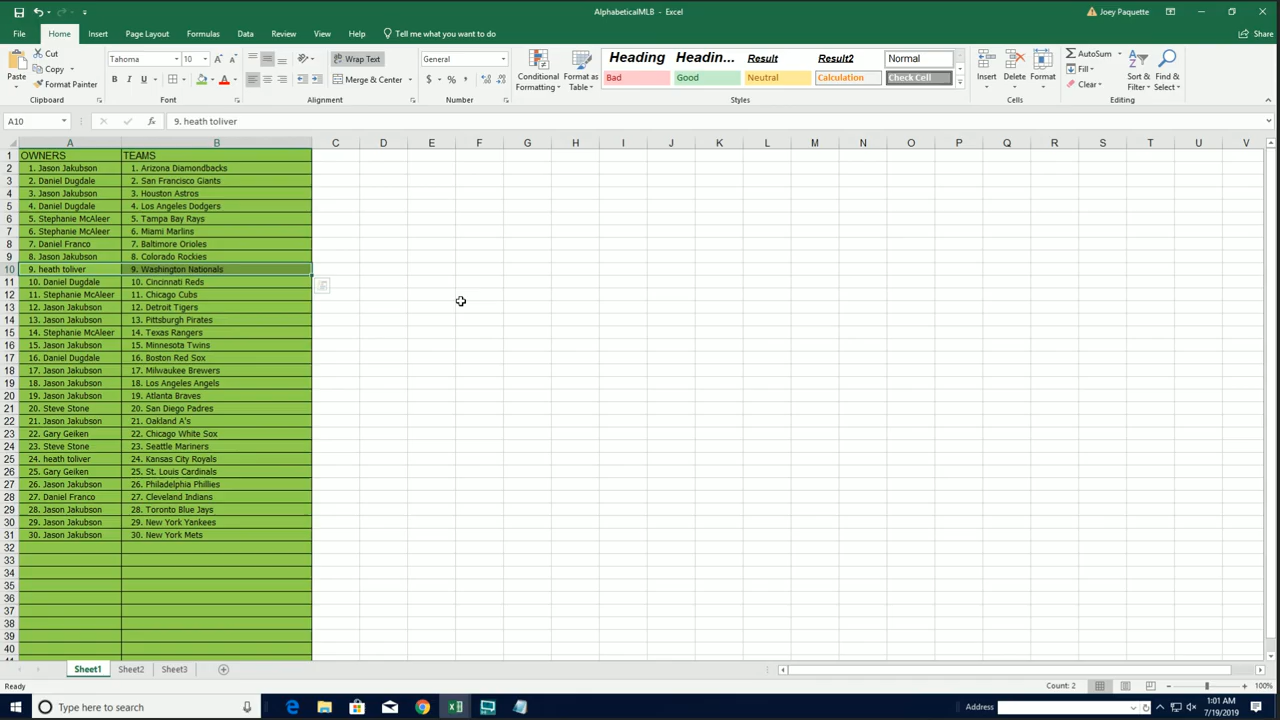 AlphabeticalMLB - Excel
Joey Paquette
File Home Insert Page Layout Formulas Data Review View Help Tell me what you want to do Share
Paste Cut Copy Format Painter Clipboard
Tahoma 10 B I U A Font
Wrap Text Merge & Center Alignment
General $ % , Number
Conditional Formatting Format as Table
Heading Headin... Result Result2 Normal
Bad Good Neutral Calculation Check Cell
Styles
Insert Delete Format Cells
AutoSum Fill Clear Sort & Filter Find & Select Editing
A10 fx 9. heath toliver
A B C D E F G H I J K L M N O P Q R S T U V
1 OWNERS TEAMS
2 1. Jason Jakubson 1. Arizona Diamondbacks
3 2. Daniel Dugdale 2. San Francisco Giants
4 3. Jason Jakubson 3. Houston Astros
5 4. Daniel Dugdale 4. Los Angeles Dodgers
6 5. Stephanie McAleer 5. Tampa Bay Rays
7 6. Stephanie McAleer 6. Miami Marlins
8 7. Daniel Franco 7. Baltimore Orioles
9 8. Jason Jakubson 8. Colorado Rockies
10 9. heath toliver 9. Washington Nationals
11 10. Daniel Dugdale 10. Cincinnati Reds
12 11. Stephanie McAleer 11. Chicago Cubs
13 12. Jason Jakubson 12. Detroit Tigers
14 13. Jason Jakubson 13. Pittsburgh Pirates
15 14. Stephanie McAleer 14. Texas Rangers
16 15. Jason Jakubson 15. Minnesota Twins
17 16. Daniel Dugdale 16. Boston Red Sox
18 17. Jason Jakubson 17. Milwaukee Brewers
19 18. Jason Jakubson 18. Los Angeles Angels
20 19. Jason Jakubson 19. Atlanta Braves
21 20. Steve Stone 20. San Diego Padres
22 21. Jason Jakubson 21. Oakland A's
23 22. Gary Geiken 22. Chicago White Sox
24 23. Steve Stone 23. Seattle Mariners
25 24. heath toliver 24. Kansas City Royals
26 25. Gary Geiken 25. St. Louis Cardinals
27 26. Jason Jakubson 26. Philadelphia Phillies
28 27. Daniel Franco 27. Cleveland Indians
29 28. Jason Jakubson 28. Toronto Blue Jays
30 29. Jason Jakubson 29. New York Yankees
31 30. Jason Jakubson 30. New York Mets
32
33
34
35
36
37
38
39
40
Sheet1 Sheet2 Sheet3
Ready Count: 2 100%
Type here to search Address 1:01 AM
7/19/2019